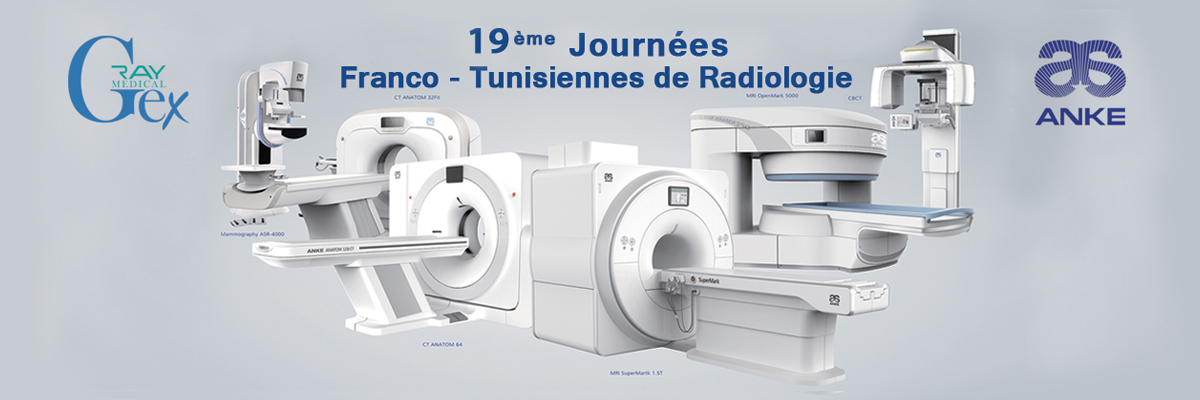 19ème Journées
Franco - Tunisiennes de Radiologie
Gex
RAY
MEDICAL
ANKE
CT ANATOM 32Fit
MRI OpenMark 5000
CBCT
Mammography ASR-4000
ANKE
SuperMark
ANKE
CT ANATOM 64
MRI SuperMark 1.5T